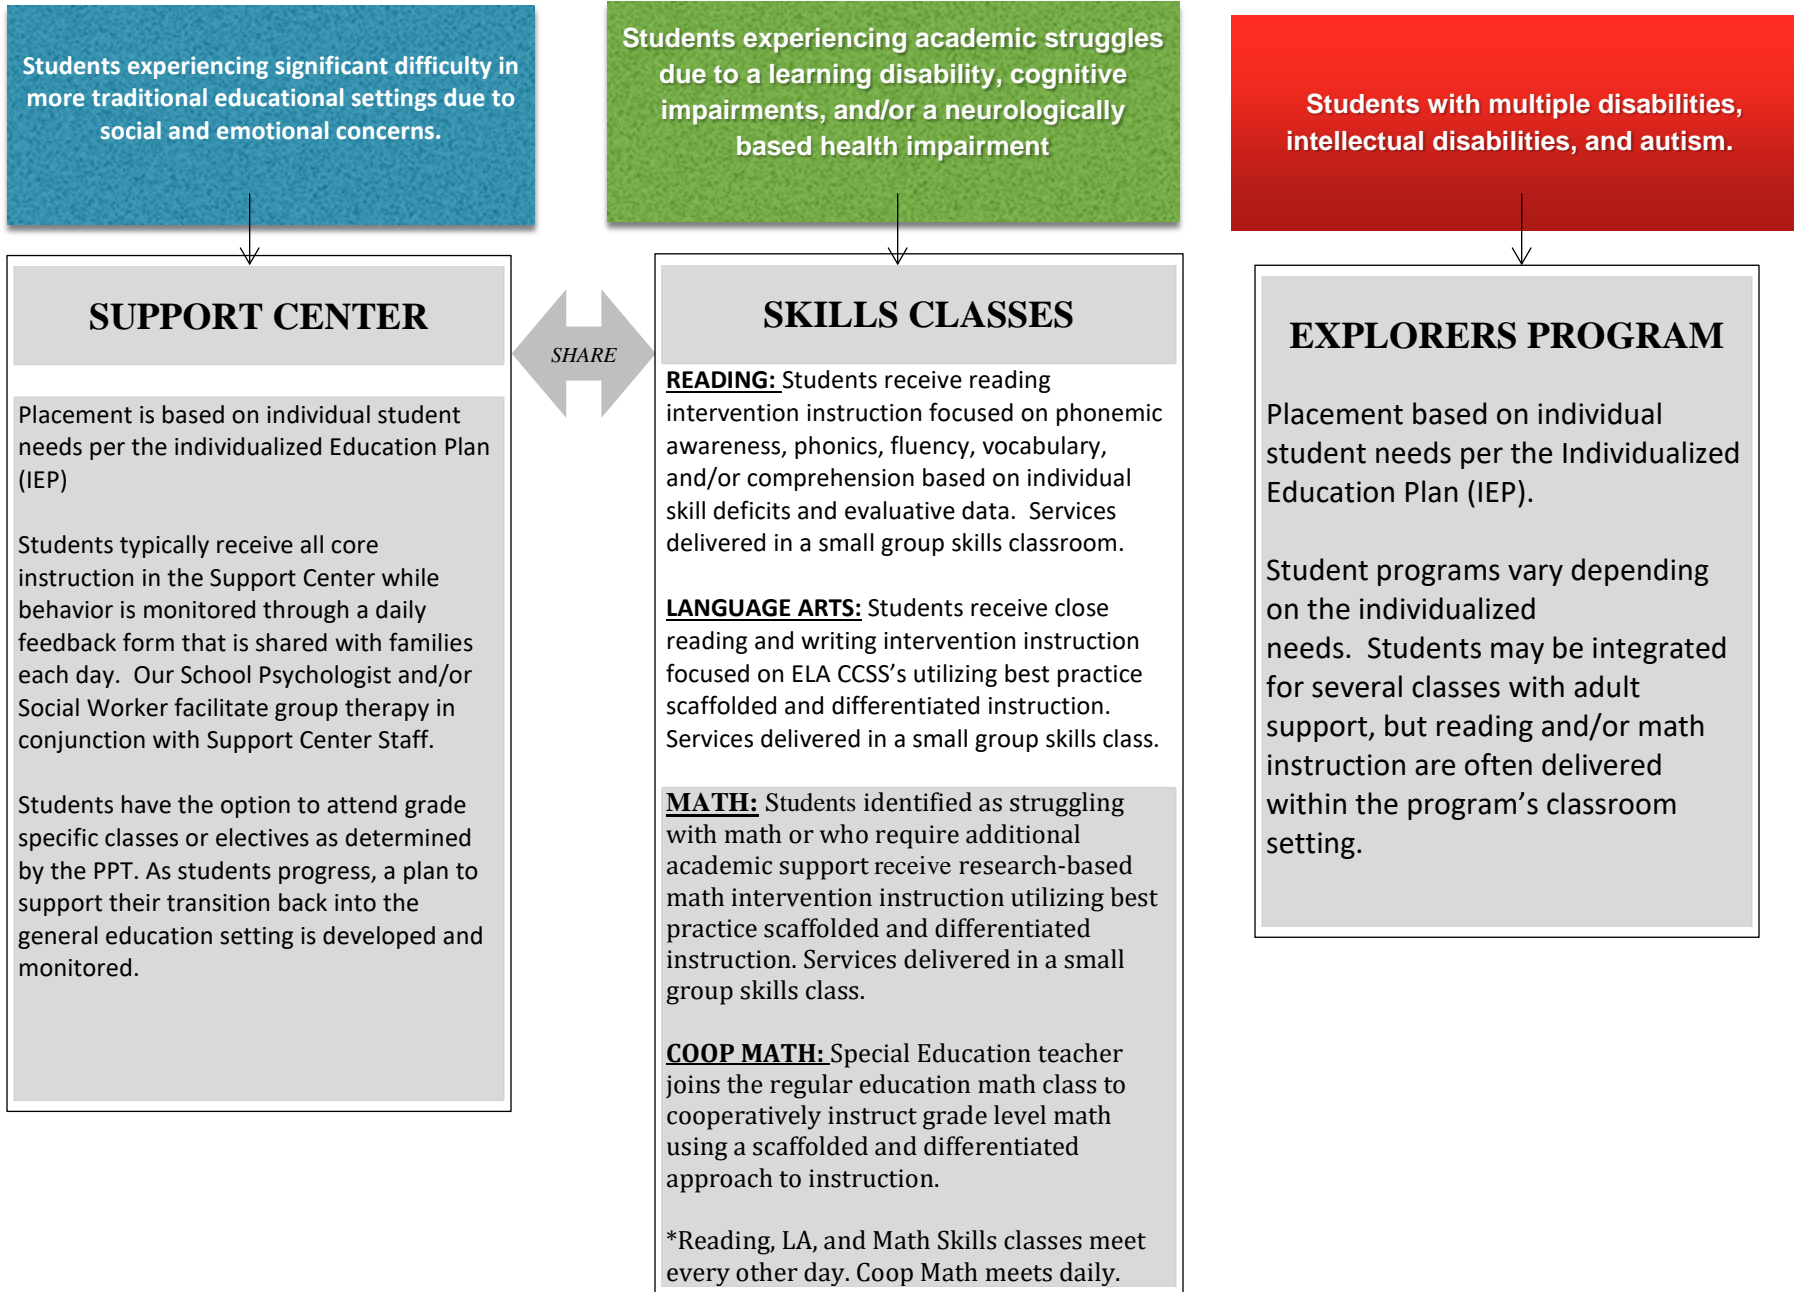 Students experiencing significant difficulty in
more traditional educational settings due to
social and emotional concerns.
Students experiencing academic struggles
due to a learning disability, cognitive
impairments, and/or a neurologically
based health impairment
Students with multiple disabilities,
intellectual disabilities, and autism.
SUPPORT CENTER
Placement is based on individual student
needs per the individualized Education Plan
(IEP)
Students typically receive all core
instruction in the Support Center while
behavior is monitored through a daily
feedback form that is shared with families
each day.  Our School Psychologist and/or
Social Worker facilitate group therapy in
conjunction with Support Center Staff.
Students have the option to attend grade
specific classes or electives as determined
by the PPT. As students progress, a plan to
support their transition back into the
general education setting is developed and
monitored.
SHARE
SKILLS CLASSES
READING: Students receive reading
intervention instruction focused on phonemic
awareness, phonics, fluency, vocabulary,
and/or comprehension based on individual
skill deficits and evaluative data.  Services
delivered in a small group skills classroom.
LANGUAGE ARTS: Students receive close
reading and writing intervention instruction
focused on ELA CCSS’s utilizing best practice
scaffolded and differentiated instruction.
Services delivered in a small group skills class.
MATH: Students identified as struggling
with math or who require additional
academic support receive research-based
math intervention instruction utilizing best
practice scaffolded and differentiated
instruction. Services delivered in a small
group skills class.
COOP MATH: Special Education teacher
joins the regular education math class to
cooperatively instruct grade level math
using a scaffolded and differentiated
approach to instruction.
*Reading, LA, and Math Skills classes meet
every other day. Coop Math meets daily.
EXPLORERS PROGRAM
Placement based on individual
student needs per the Individualized
Education Plan (IEP).
Student programs vary depending
on the individualized
needs.  Students may be integrated
for several classes with adult
support, but reading and/or math
instruction are often delivered
within the program’s classroom
setting.